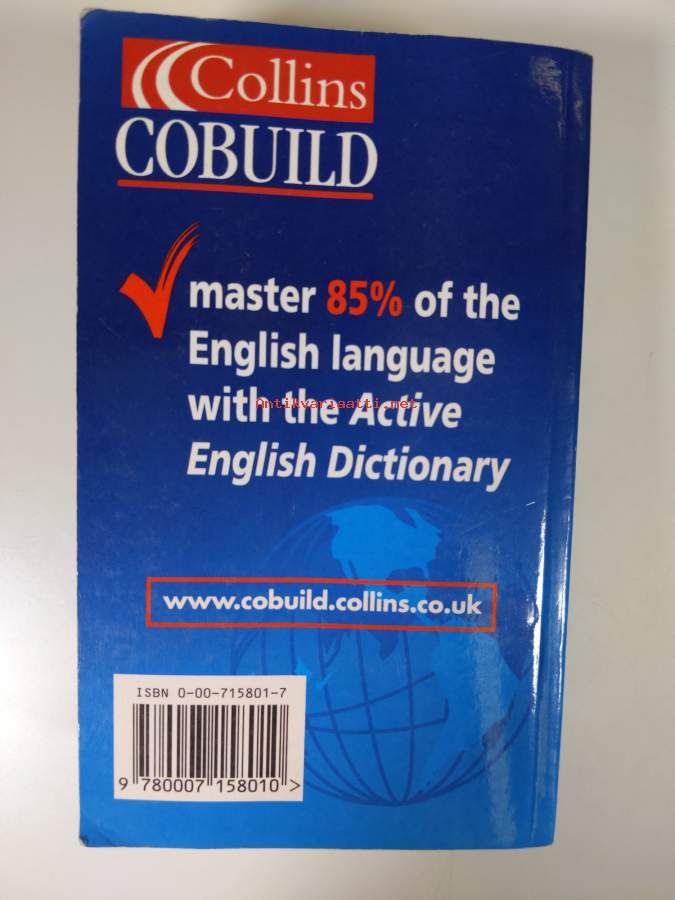 Collins
COBUILD
master 85% of the
English language
with the Active
Antikvariaatti.net
English Dictionary
www.cobuild.collins.co.uk
ISBN 0-00-715801-7
9 780007 158010 >